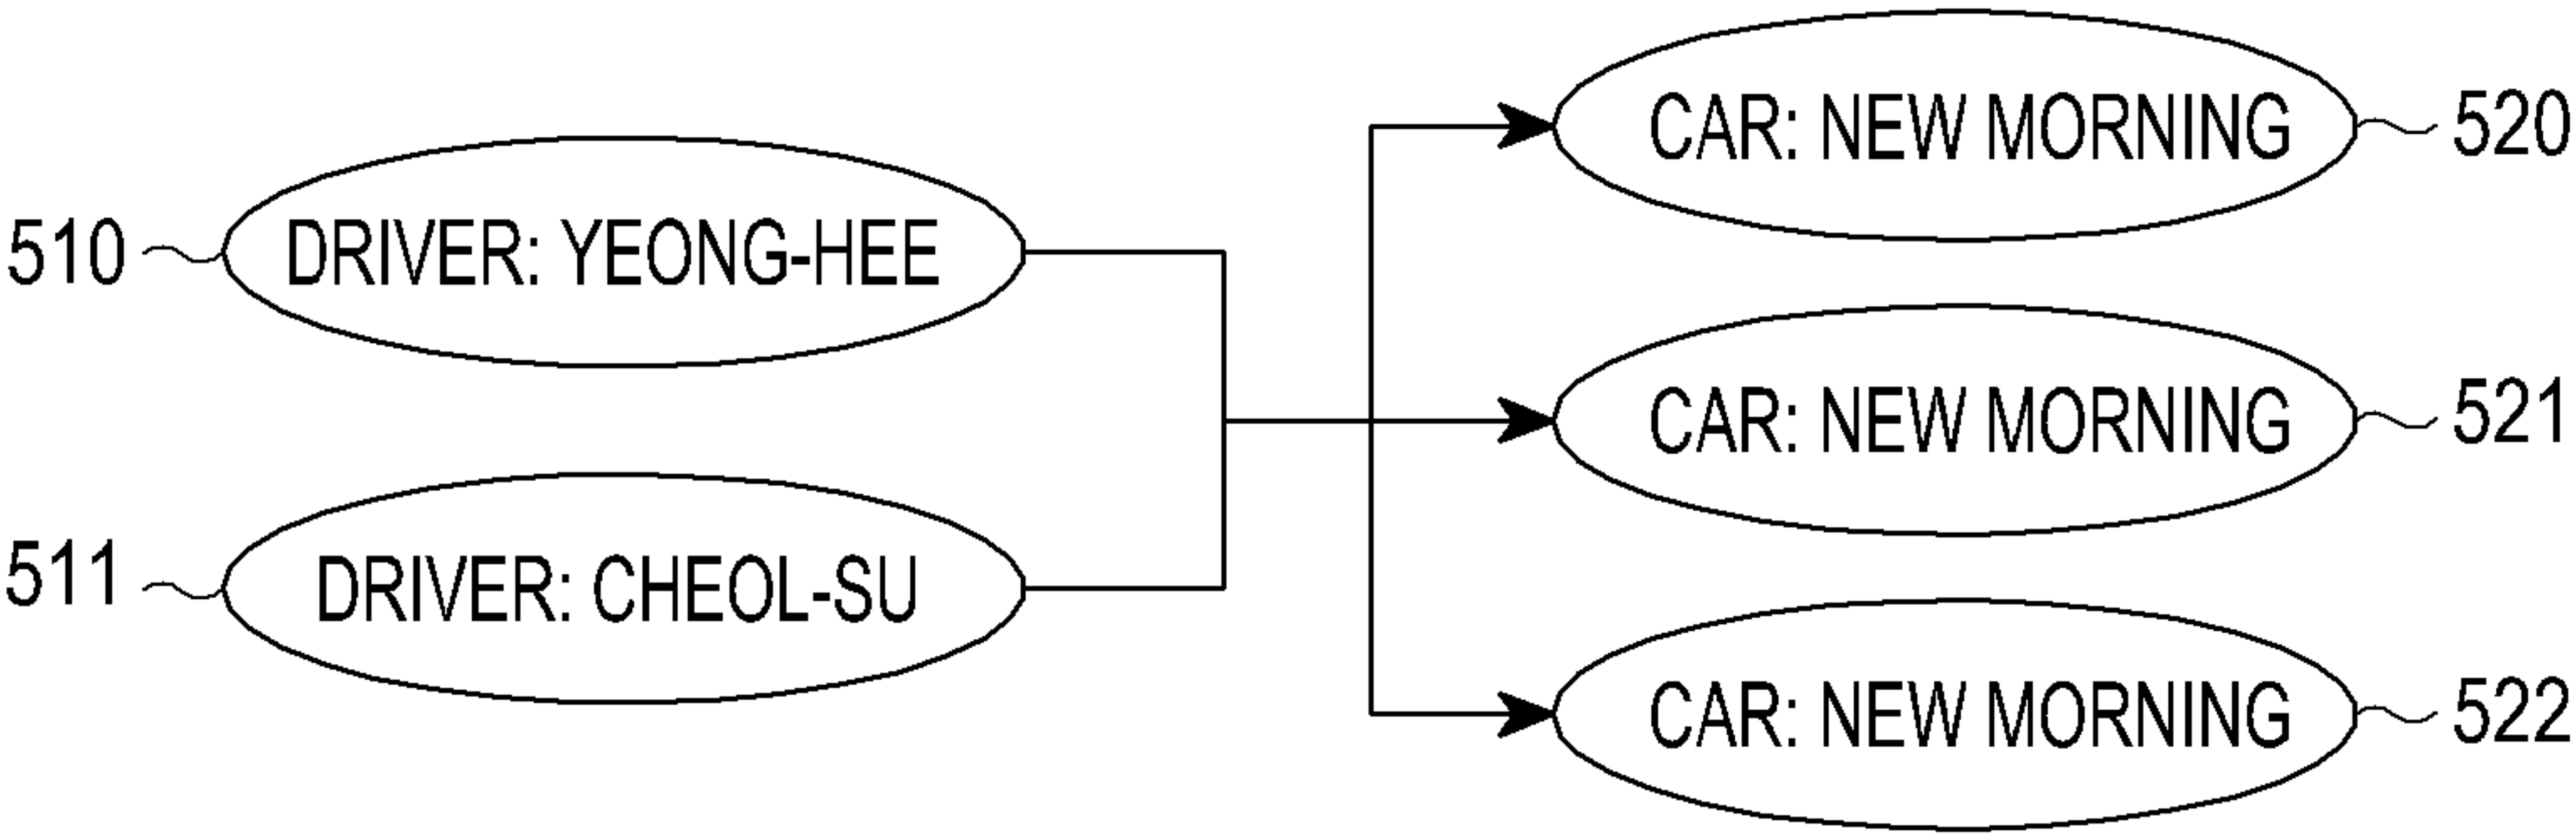 CAR: NEW MORNING 520
510 DRIVER: YEONG-HEE
CAR: NEW MORNING 521
511 DRIVER: CHEOL-SU
CAR: NEW MORNING 522